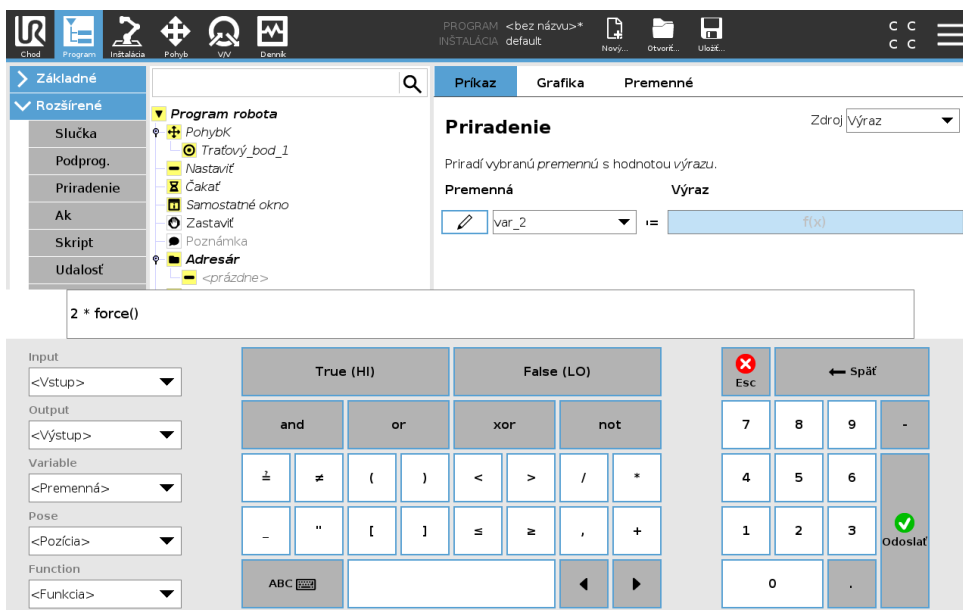 PROGRAM <bez názvu>*
INŠTALÁCIA default
Chod Program Inštalácia Pohyb V/V Denník Nový... Otvoriť... Uložiť...
C C
C C
Základné
Rozšírené
Slučka
Podprog.
Priradenie
Ak
Skript
Udalosť
Program robota
PohybK
Traťový_bod_1
Nastaviť
Čakať
Samostatné okno
Zastaviť
Poznámka
Adresár
<prázdne>
Príkaz Grafika Premenné
Priradenie
Zdroj Výraz
Priradí vybranú premennú s hodnotou výrazu.
Premenná Výraz
var_2 := f(x)
2 * force()
Input
<Vstup>
Output
<Výstup>
Variable
<Premenná>
Pose
<Pozícia>
Function
<Funkcia>
True (HI) False (LO)
and or xor not
≟ ≠ ( ) < > / *
_ " [ ] ≤ ≥ , +
ABC
Esc Späť
7 8 9 -
4 5 6
1 2 3 Odoslať
0 .